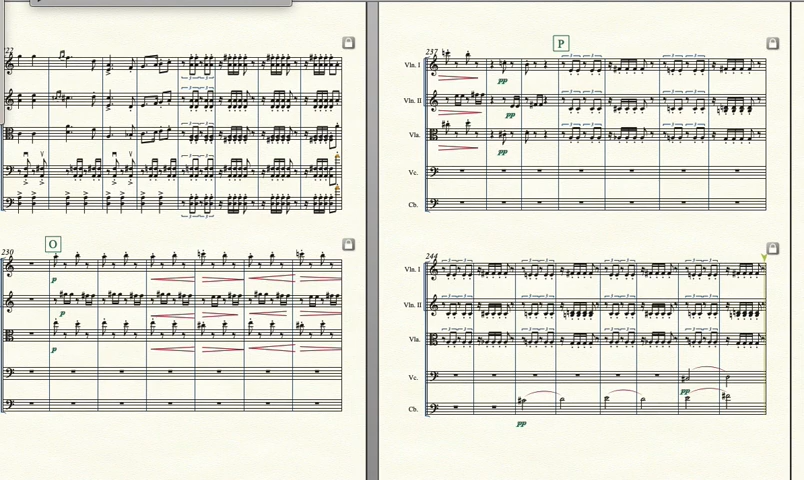 222
O
230
p
p
p
237
P
Vln. I
pp
Vln. II
pp
Vla.
pp
Vc.
Cb.
244
Vln. I
Vln. II
Vla.
Vc.
pp
Cb.
pp